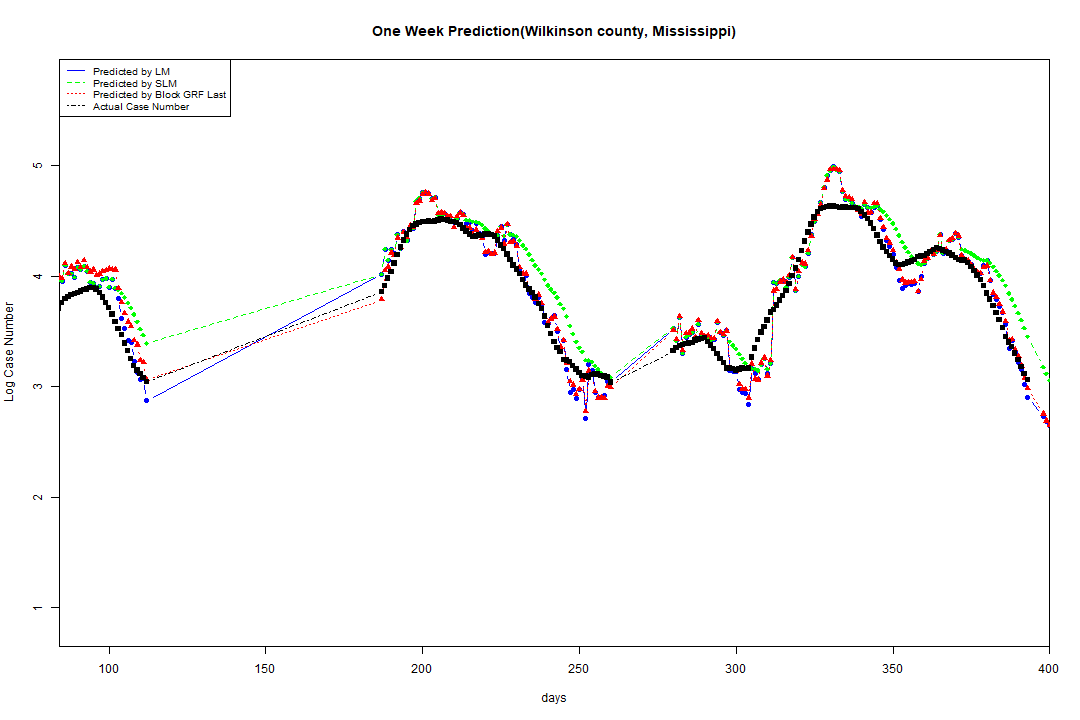 One Week Prediction(Wilkinson county, Mississippi)
Predicted by LM
Predicted by SLM
Predicted by Block GRF Last
Actual Case Number
5
4
3
2
1
Log Case Number
100 150 200 250 300 350 400
days